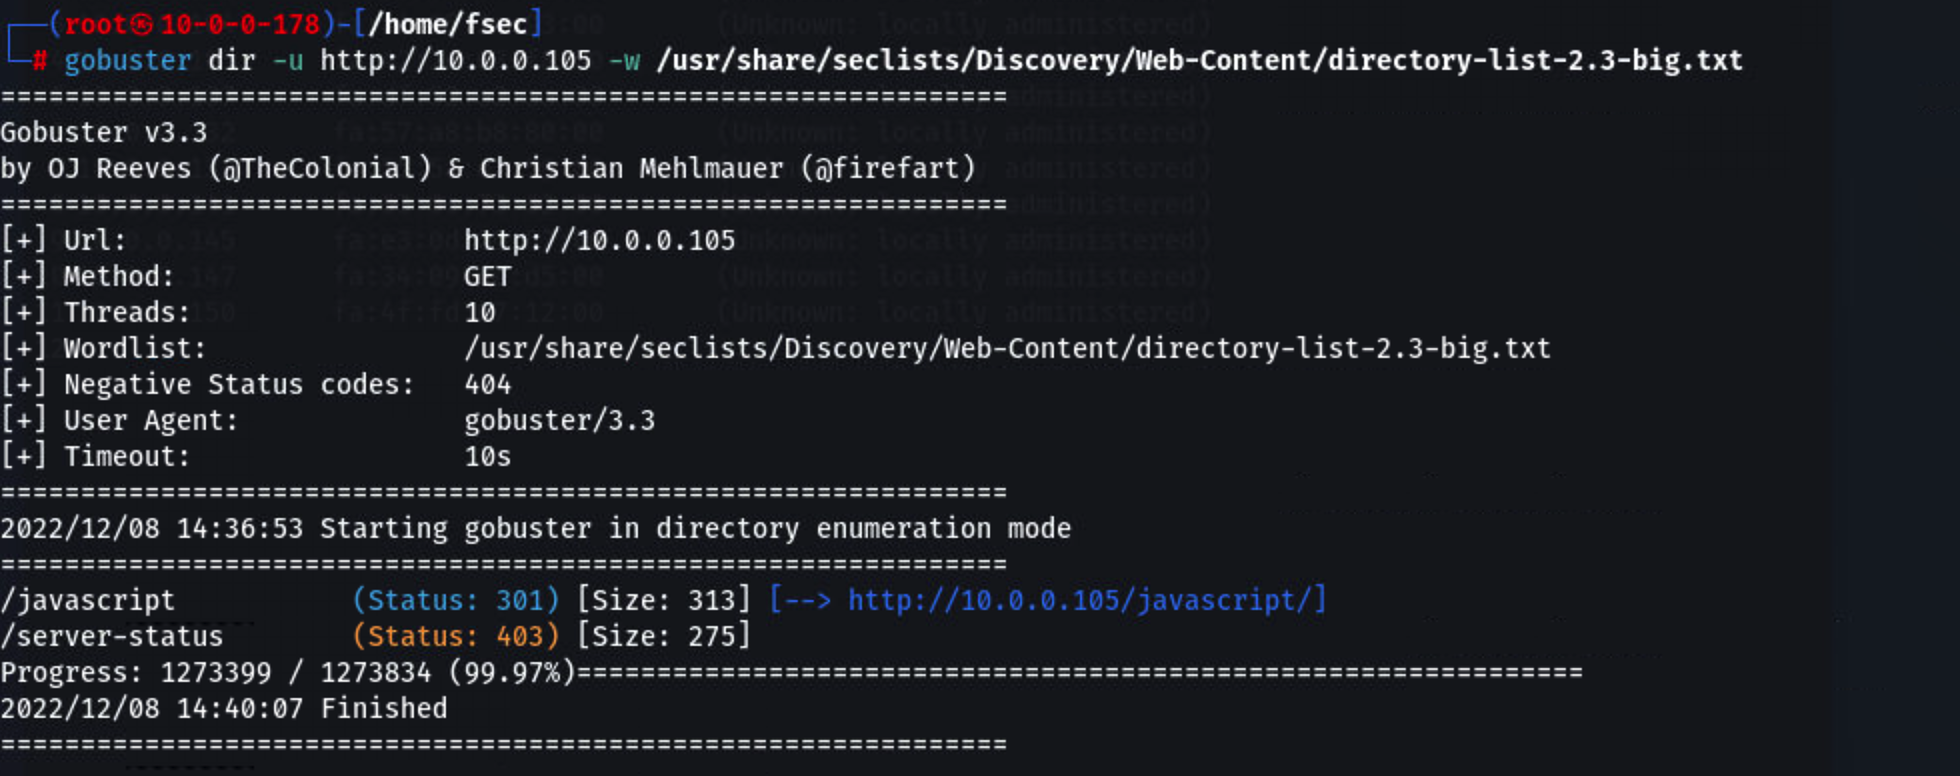 ┌──(root㉿10-0-0-178)-[/home/fsec]
└─# gobuster dir -u http://10.0.0.105 -w /usr/share/seclists/Discovery/Web-Content/directory-list-2.3-big.txt
===============================================================
Gobuster v3.3
by OJ Reeves (@TheColonial) & Christian Mehlmauer (@firefart)
===============================================================
[+] Url:                     http://10.0.0.105
[+] Method:                  GET
[+] Threads:                 10
[+] Wordlist:                /usr/share/seclists/Discovery/Web-Content/directory-list-2.3-big.txt
[+] Negative Status codes:   404
[+] User Agent:              gobuster/3.3
[+] Timeout:                 10s
===============================================================
2022/12/08 14:36:53 Starting gobuster in directory enumeration mode
===============================================================
/javascript           (Status: 301) [Size: 313] [--> http://10.0.0.105/javascript/]
/server-status        (Status: 403) [Size: 275]
Progress: 1273399 / 1273834 (99.97%)===============================================================
2022/12/08 14:40:07 Finished
===============================================================